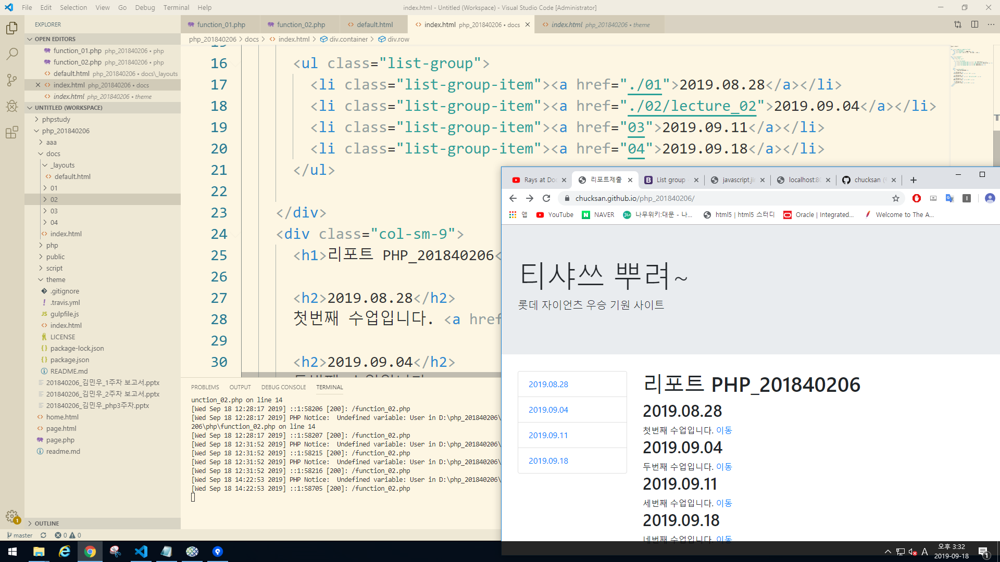 File Edit Selection View Go Debug Terminal Help
index.html - Untitled (Workspace) - Visual Studio Code [Administrator]
EXPLORER
OPEN EDITORS
function_01.php php_201840206 • php
function_02.php php_201840206 • php
default.html php_201840206 • docs\_layouts
index.html php_201840206 • docs
index.html php_201840206 • theme
UNTITLED (WORKSPACE)
phpstudy
php_201840206
aaa
docs
_layouts
default.html
01
02
03
04
index.html
php
public
script
theme
.gitignore
.travis.yml
gulpfile.js
index.html
LICENSE
package-lock.json
package.json
README.md
201840206_김민우_1주차 보고서.pptx
201840206_김민우_2주차 보고서.pptx
201840206_김민우_php3주차.pptx
home.html
page.html
page.php
readme.md
OUTLINE
1
master 0 0
function_01.php function_02.php default.html index.html php_201840206 • docs index.html php_201840206 • theme
php_201840206 > docs > index.html > div.container > div.row
16 <ul class="list-group">
17 <li class="list-group-item"><a href="./01">2019.08.28</a></li>
18 <li class="list-group-item"><a href="./02/lecture_02">2019.09.04</a></li>
19 <li class="list-group-item"><a href="03">2019.09.11</a></li>
20 <li class="list-group-item"><a href="04">2019.09.18</a></li>
21 </ul>
22
23 </div>
24 <div class="col-sm-9">
25 <h1>리포트 PHP_201840206<
26
27 <h2>2019.08.28</h2>
28 첫번째 수업입니다. <a href
29
30 <h2>2019.09.04</h2>
PROBLEMS OUTPUT DEBUG CONSOLE TERMINAL
unction_02.php on line 14
[Wed Sep 18 12:28:17 2019] ::1:58206 [200]: /function_02.php
[Wed Sep 18 12:28:17 2019] PHP Notice:  Undefined variable: User in D:\php_201840206\
206\php\function_02.php on line 14
[Wed Sep 18 12:28:17 2019] ::1:58207 [200]: /function_02.php
[Wed Sep 18 12:31:52 2019] PHP Notice:  Undefined variable: User in D:\php_201840206\
[Wed Sep 18 12:31:52 2019] ::1:58215 [200]: /function_02.php
[Wed Sep 18 12:31:52 2019] PHP Notice:  Undefined variable: User in D:\php_201840206\
[Wed Sep 18 12:31:52 2019] ::1:58216 [200]: /function_02.php
[Wed Sep 18 14:22:53 2019] PHP Notice:  Undefined variable: User in D:\php_201840206\
[Wed Sep 18 14:22:53 2019] ::1:58705 [200]: /function_02.php
Rays at Do 리포트제출 List group javascript.ji localhost:80 chucksan
chucksan.github.io/php_201840206/
앱 YouTube NAVER 나무위키:대문 - 나... html5 | html5 스터디 Oracle | Integrated... Welcome to The A...
티샤쓰 뿌려~
롯데 자이언츠 우승 기원 사이트
2019.08.28
2019.09.04
2019.09.11
2019.09.18
리포트 PHP_201840206
2019.08.28
첫번째 수업입니다. 이동
2019.09.04
두번째 수업입니다. 이동
2019.09.11
세번째 수업입니다. 이동
2019.09.18
네번째 수업입니다. 이동
A
오후 3:32
2019-09-18
1